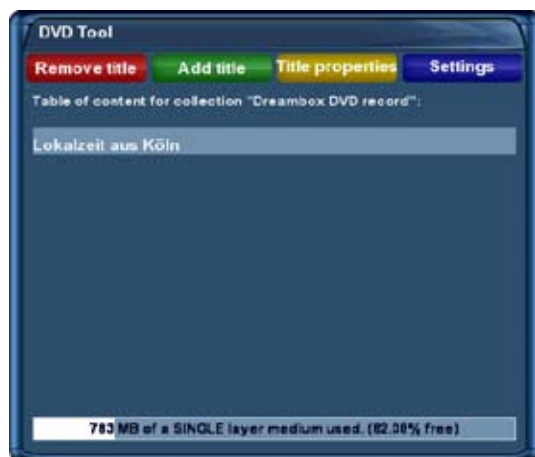 DVD Tool
Remove title Add title Title properties Settings
Table of content for collection "Dreambox DVD record":
Lokalzeit aus Köln
783 MB of a SINGLE layer medium used. (82.08% free)